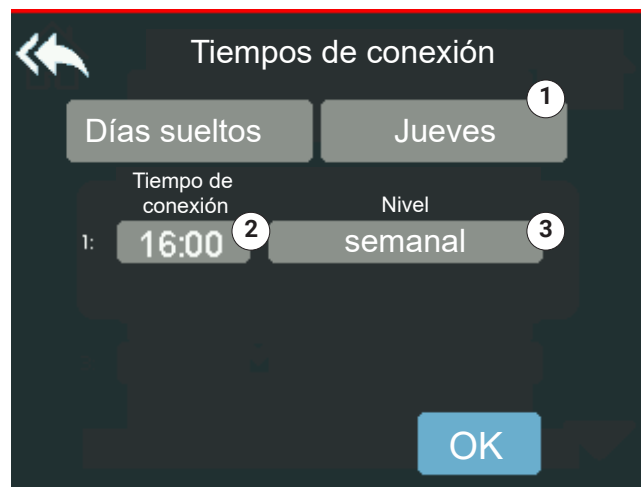 Tiempos de conexión
1
Días sueltos Jueves
Tiempo de
conexión Nivel
1: 16:00 2 semanal 3
OK